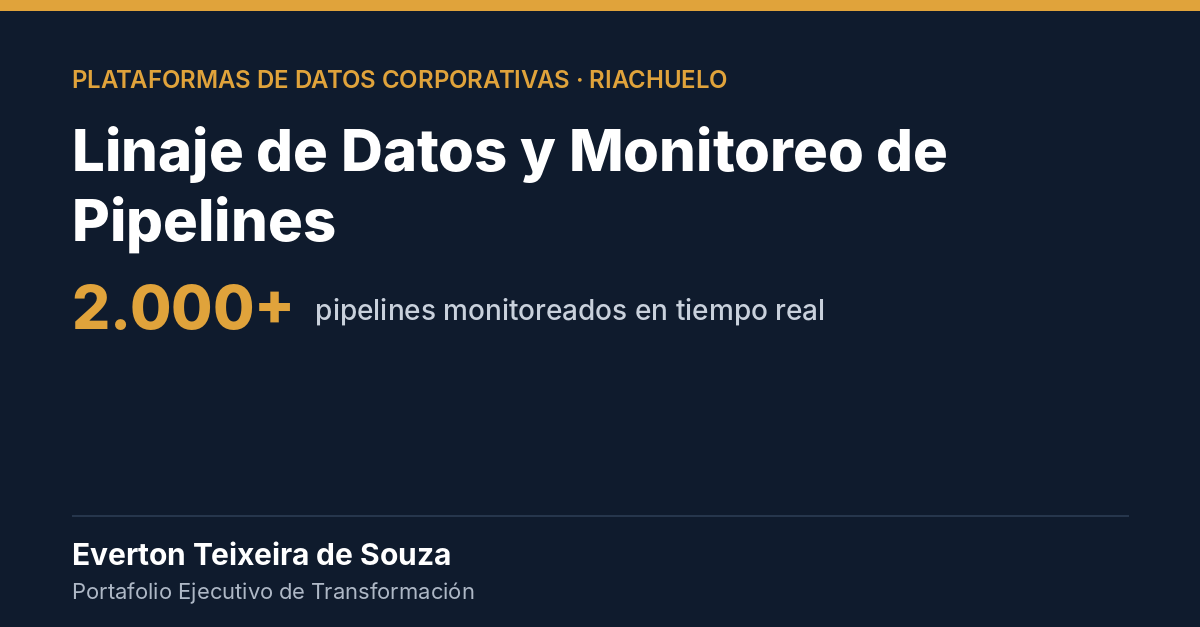 PLATAFORMAS DE DATOS CORPORATIVAS · RIACHUELO
Linaje de Datos y Monitoreo de
Pipelines
2.000+ pipelines monitoreados en tiempo real
Everton Teixeira de Souza
Portafolio Ejecutivo de Transformación